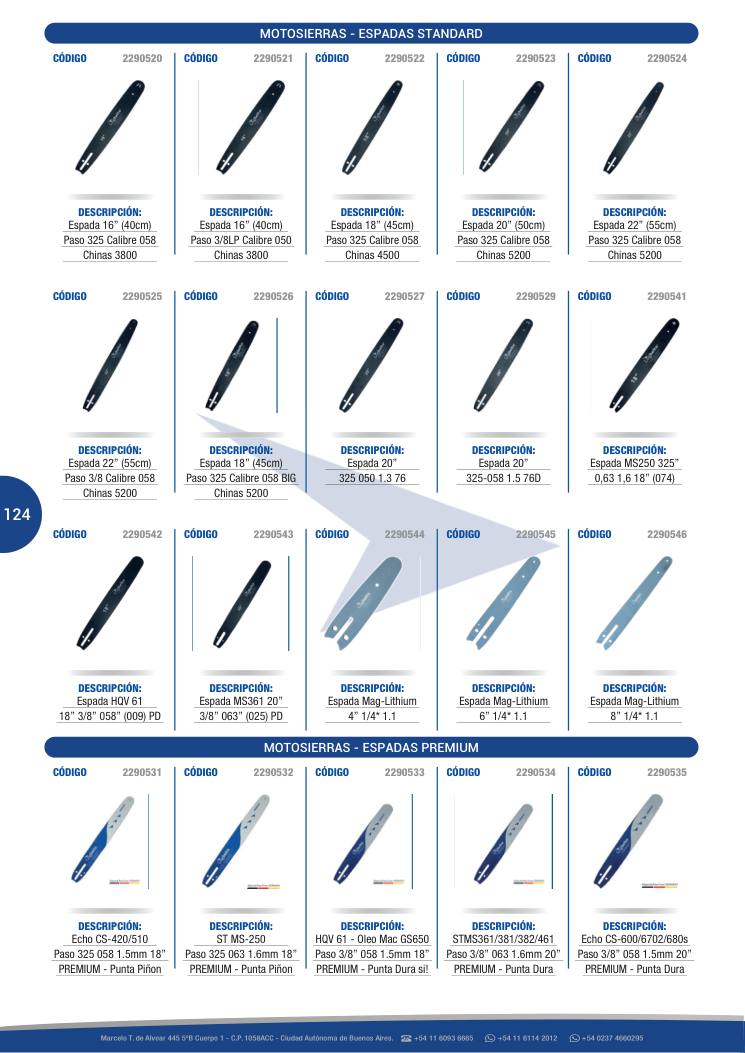 MOTOSIERRAS - ESPADAS STANDARD
CÓDIGO 2290520
DESCRIPCIÓN:
Espada 16” (40cm)
Paso 325 Calibre 058
Chinas 3800
CÓDIGO 2290521
DESCRIPCIÓN:
Espada 16” (40cm)
Paso 3/8LP Calibre 050
Chinas 3800
CÓDIGO 2290522
DESCRIPCIÓN:
Espada 18” (45cm)
Paso 325 Calibre 058
Chinas 4500
CÓDIGO 2290523
DESCRIPCIÓN:
Espada 20” (50cm)
Paso 325 Calibre 058
Chinas 5200
CÓDIGO 2290524
DESCRIPCIÓN:
Espada 22” (55cm)
Paso 325 Calibre 058
Chinas 5200
CÓDIGO 2290525
DESCRIPCIÓN:
Espada 22” (55cm)
Paso 3/8 Calibre 058
Chinas 5200
CÓDIGO 2290526
DESCRIPCIÓN:
Espada 18” (45cm)
Paso 325 Calibre 058 BIG
Chinas 5200
CÓDIGO 2290527
DESCRIPCIÓN:
Espada 20”
325 050 1.3 76
CÓDIGO 2290529
DESCRIPCIÓN:
Espada 20”
325-058 1.5 76D
CÓDIGO 2290541
DESCRIPCIÓN:
Espada MS250 325”
0,63 1,6 18” (074)
124
CÓDIGO 2290542
DESCRIPCIÓN:
Espada HQV 61
18” 3/8” 058” (009) PD
CÓDIGO 2290543
DESCRIPCIÓN:
Espada MS361 20”
3/8” 063” (025) PD
CÓDIGO 2290544
DESCRIPCIÓN:
Espada Mag-Lithium
4” 1/4* 1.1
CÓDIGO 2290545
DESCRIPCIÓN:
Espada Mag-Lithium
6” 1/4* 1.1
CÓDIGO 2290546
DESCRIPCIÓN:
Espada Mag-Lithium
8” 1/4* 1.1
MOTOSIERRAS - ESPADAS PREMIUM
CÓDIGO 2290531
DESCRIPCIÓN:
Echo CS-420/510
Paso 325 058 1.5mm 18”
PREMIUM - Punta Piñon
CÓDIGO 2290532
DESCRIPCIÓN:
ST MS-250
Paso 325 063 1.6mm 18”
PREMIUM - Punta Piñon
CÓDIGO 2290533
DESCRIPCIÓN:
HQV 61 - Oleo Mac GS650
Paso 3/8” 058 1.5mm 18”
PREMIUM - Punta Dura si!
CÓDIGO 2290534
DESCRIPCIÓN:
STMS361/381/382/461
Paso 3/8” 063 1.6mm 20”
PREMIUM - Punta Dura
CÓDIGO 2290535
DESCRIPCIÓN:
Echo CS-600/6702/680s
Paso 3/8” 058 1.5mm 20”
PREMIUM - Punta Dura
Marcelo T. de Alvear 445 5ºB Cuerpo 1 - C.P. 1058ACC - Ciudad Autónoma de Buenos Aires. +54 11 6093 6665 +54 11 6114 2012 +54 0237 4660295